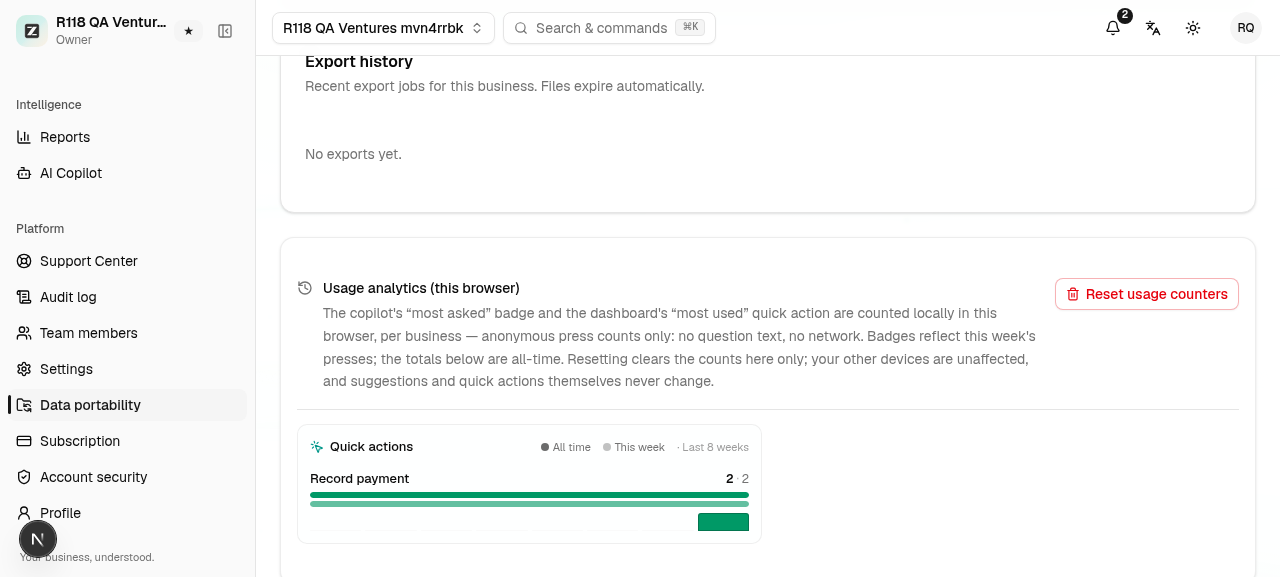 R118 QA Ventur...
Owner
★
R118 QA Ventures mvn4rrbk
Search & commands
⌘K
2
RQ
Intelligence
Reports
AI Copilot
Platform
Support Center
Audit log
Team members
Settings
Data portability
Subscription
Account security
Profile
N
Your business, understood.
Export history
Recent export jobs for this business. Files expire automatically.
No exports yet.
Usage analytics (this browser)
Reset usage counters
The copilot's “most asked” badge and the dashboard's “most used” quick action are counted locally in this
browser, per business — anonymous press counts only: no question text, no network. Badges reflect this week's
presses; the totals below are all-time. Resetting clears the counts here only; your other devices are unaffected,
and suggestions and quick actions themselves never change.
Quick actions
All time
This week
· Last 8 weeks
Record payment
2 · 2